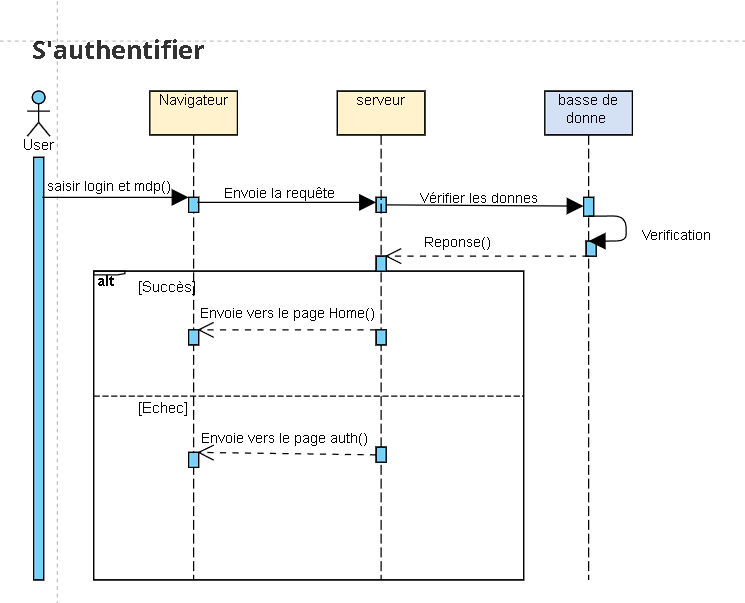 S'authentifier
Navigateur
serveur
basse de
donne
User
saisir login et mdp()
Envoie la requête
Vérifier les donnes
Verification
Reponse()
alt
[Succès]
Envoie vers le page Home()
[Echec]
Envoie vers le page auth()